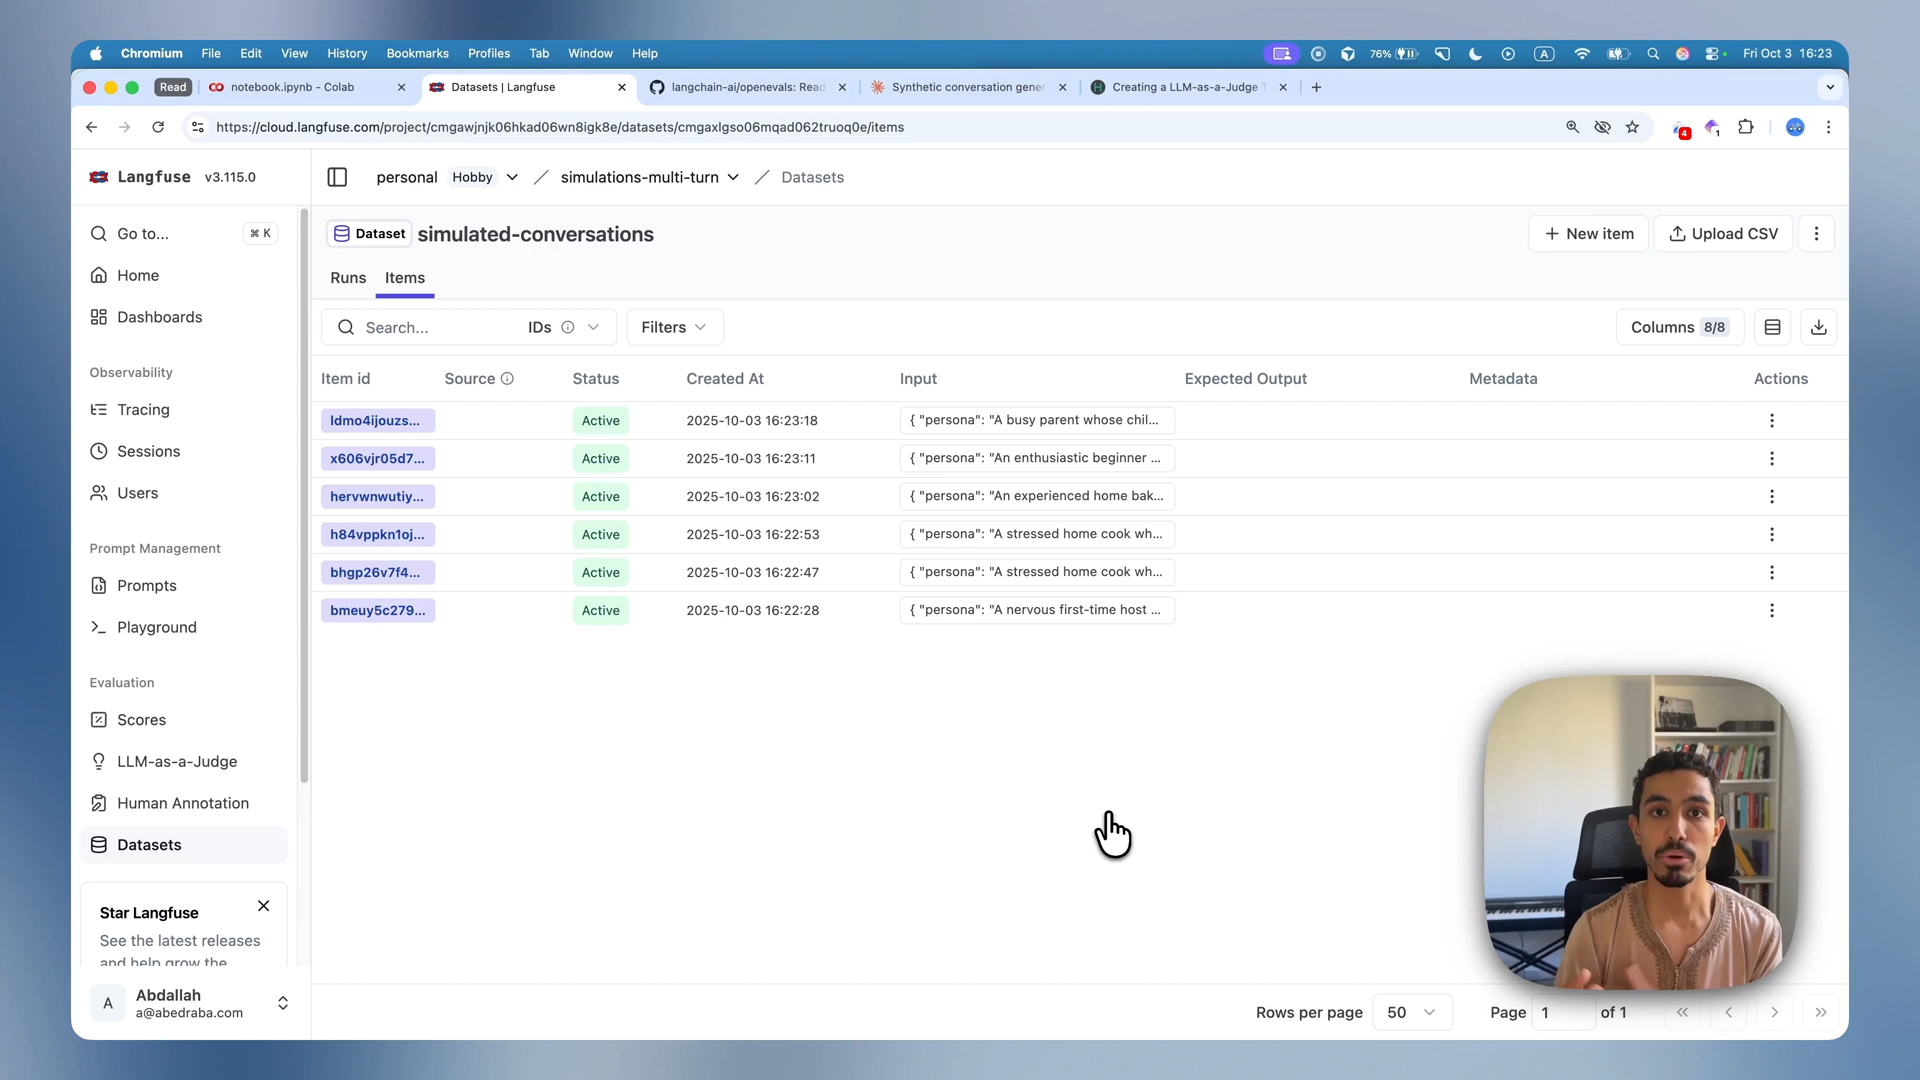 Chromium File Edit View History Bookmarks Profiles Tab Window Help 76% A Fri Oct 3 16:23
Read notebook.ipynb - Colab Datasets | Langfuse langchain-ai/openevals: Read Synthetic conversation gener Creating a LLM-as-a-Judge
https://cloud.langfuse.com/project/cmgawjnjk06hkad06wn8igk8e/datasets/cmgaxlgso06mqad062truoq0e/items 4 1
Langfuse v3.115.0
personal Hobby / simulations-multi-turn / Datasets
Go to... ⌘ K
Home
Dashboards
Observability
Tracing
Sessions
Users
Prompt Management
Prompts
Playground
Evaluation
Scores
LLM-as-a-Judge
Human Annotation
Datasets
Star Langfuse
See the latest releases
and help grow the
A Abdallah
a@abedraba.com
Dataset simulated-conversations
+ New item Upload CSV
Runs Items
Search... IDs Filters Columns 8/8
Item id Source Status Created At Input Expected Output Metadata Actions
ldmo4ijouzs... Active 2025-10-03 16:23:18 { "persona": "A busy parent whose chil...
x606vjr05d7... Active 2025-10-03 16:23:11 { "persona": "An enthusiastic beginner ...
hervwnwutiy... Active 2025-10-03 16:23:02 { "persona": "An experienced home bak...
h84vppkn1oj... Active 2025-10-03 16:22:53 { "persona": "A stressed home cook wh...
bhgp26v7f4... Active 2025-10-03 16:22:47 { "persona": "A stressed home cook wh...
bmeuy5c279... Active 2025-10-03 16:22:28 { "persona": "A nervous first-time host ...
Rows per page 50 Page 1 of 1